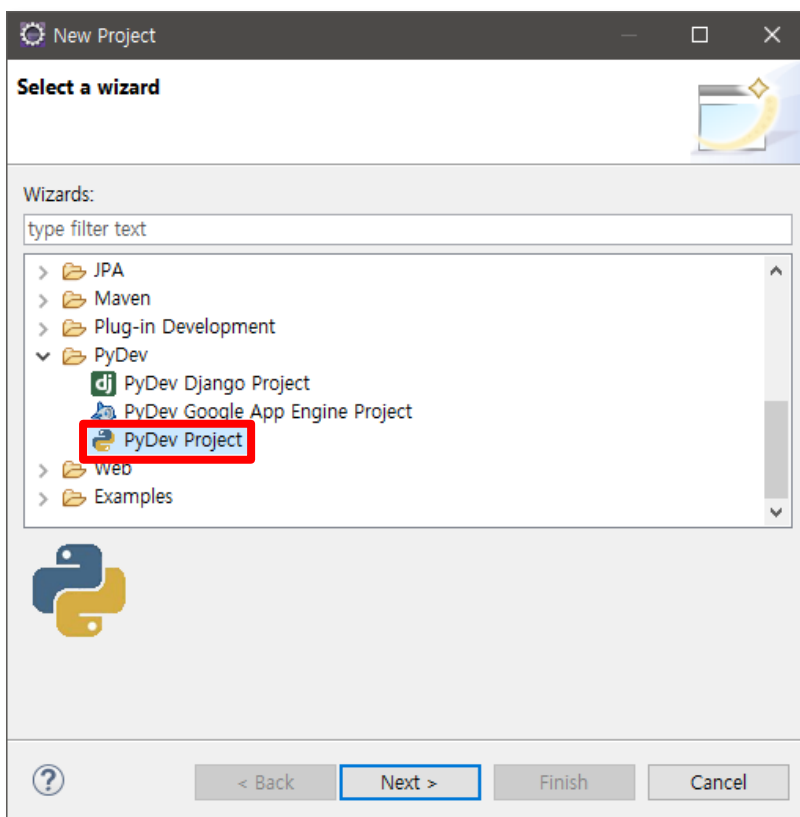 New Project
Select a wizard
Wizards:
type filter text
JPA
Maven
Plug-in Development
PyDev
dj PyDev Django Project
PyDev Google App Engine Project
PyDev Project
Web
Examples
?
< Back Next > Finish Cancel